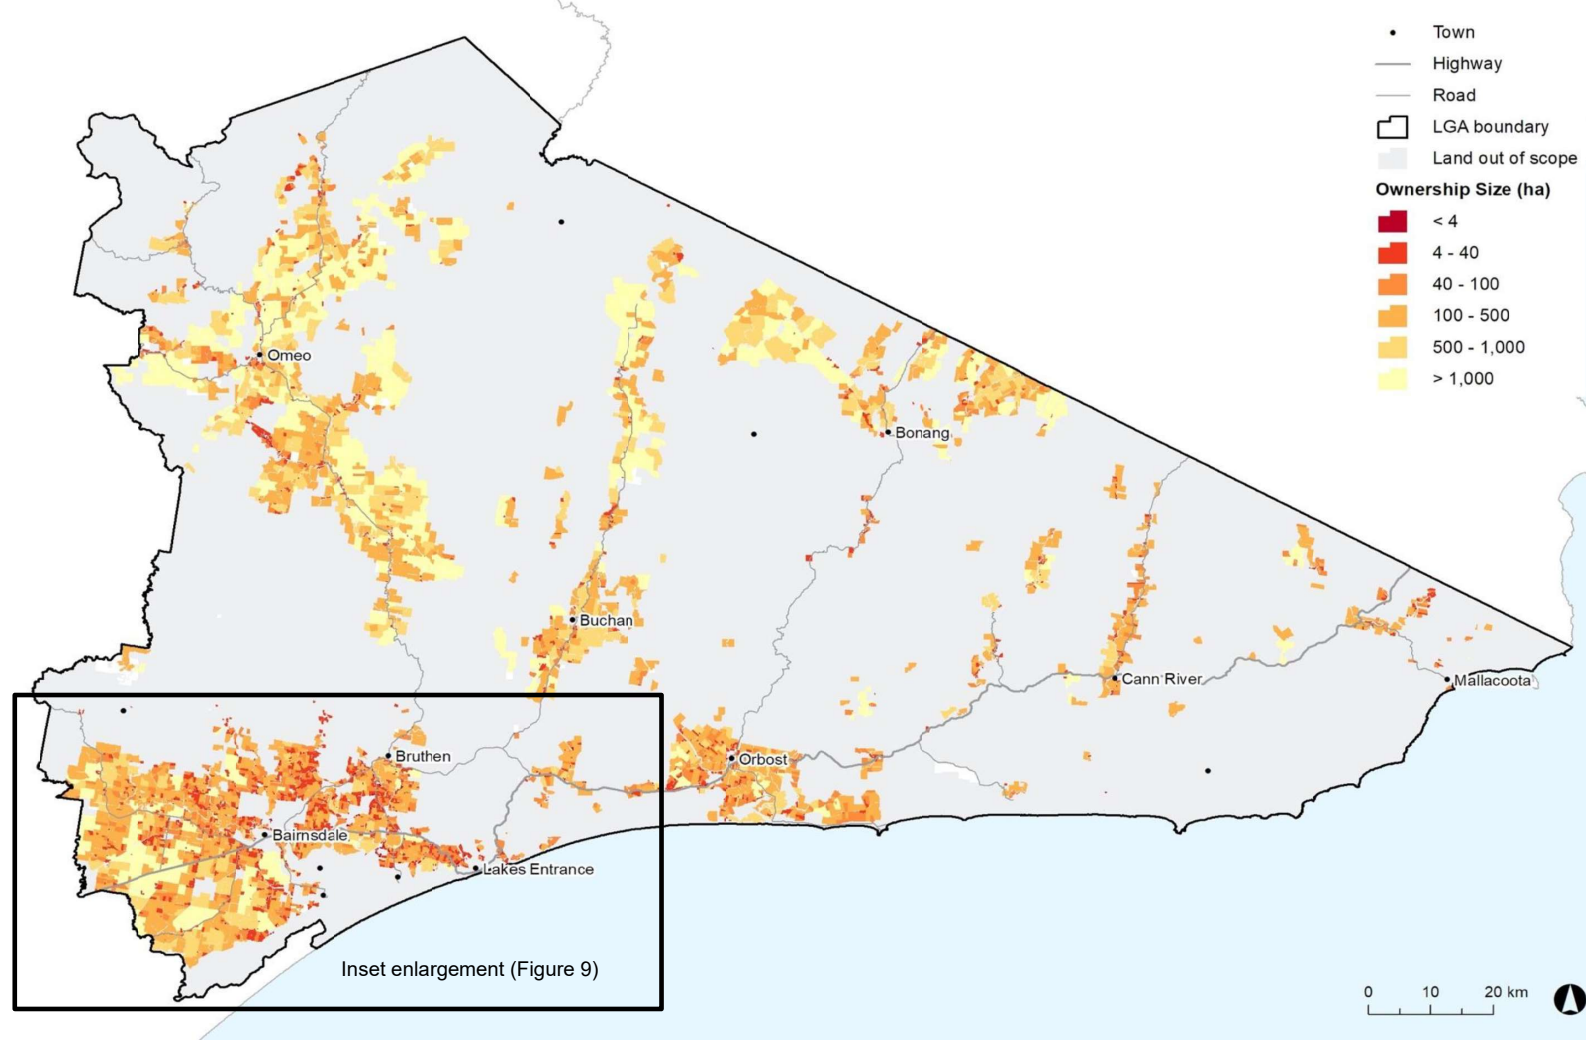 Town
Highway
Road
LGA boundary
Land out of scope
Ownership Size (ha)
< 4
4 - 40
40 - 100
100 - 500
500 - 1,000
> 1,000
Omeo
Bonang
Buchan
Cann River
Mallacoota
Bruthen
Orbost
Bairnsdale
Lakes Entrance
Inset enlargement (Figure 9)
0 10 20 km